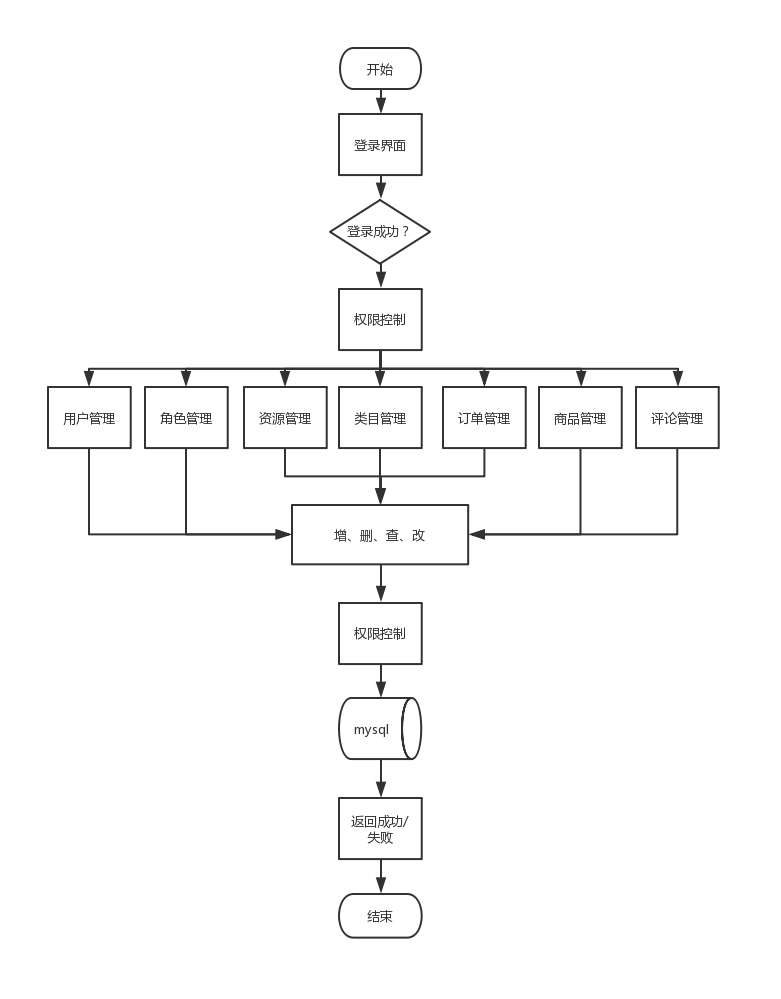 开始
登录界面
登录成功？
权限控制
用户管理
角色管理
资源管理
类目管理
订单管理
商品管理
评论管理
增、删、查、改
权限控制
mysql
返回成功/
失败
结束